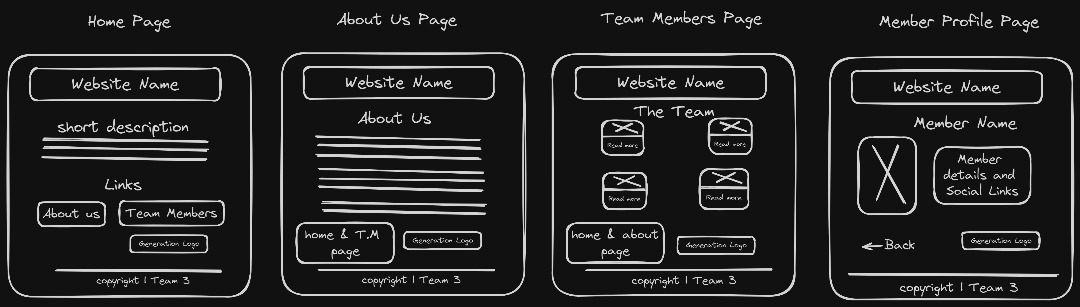 Home Page
Website Name
short description
Links
About us
Team Members
Generation Logo
copyright | Team 3
About Us Page
Website Name
About Us
home & T.M
page
Generation Logo
copyright | Team 3
Team Members Page
Website Name
The Team
Read more
Read more
Read more
Read more
home & about
page
Generation Logo
copyright | Team 3
Member Profile Page
Website Name
Member Name
Member
details and
Social Links
Back
Generation Logo
copyright | Team 3